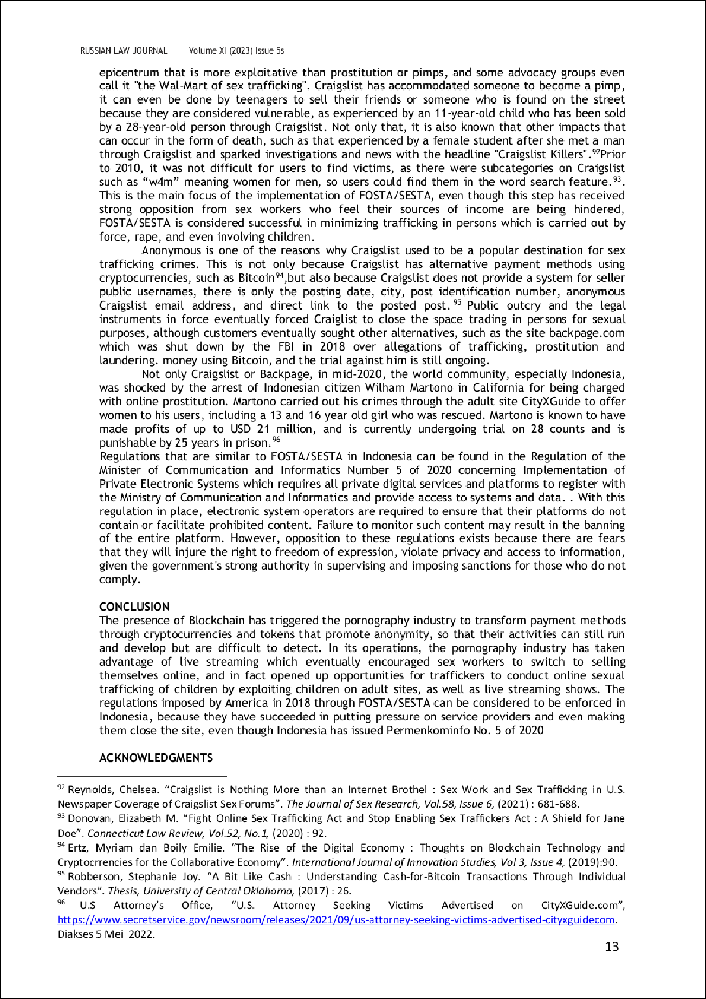 RUSSIAN LAW JOURNAL Volume XI (2023) Issue 5s
epicentrum that is more exploitative than prostitution or pimps, and some advocacy groups even
call it "the Wal-Mart of sex trafficking". Craigslist has accommodated someone to become a pimp,
it can even be done by teenagers to sell their friends or someone who is found on the street
because they are considered vulnerable, as experienced by an 11-year-old child who has been sold
by a 28-year-old person through Craigslist. Not only that, it is also known that other impacts that
can occur in the form of death, such as that experienced by a female student after she met a man
through Craigslist and sparked investigations and news with the headline "Craigslist Killers".92Prior
to 2010, it was not difficult for users to find victims, as there were subcategories on Craigslist
such as “w4m” meaning women for men, so users could find them in the word search feature.93.
This is the main focus of the implementation of FOSTA/SESTA, even though this step has received
strong opposition from sex workers who feel their sources of income are being hindered,
FOSTA/SESTA is considered successful in minimizing trafficking in persons which is carried out by
force, rape, and even involving children.
Anonymous is one of the reasons why Craigslist used to be a popular destination for sex
trafficking crimes. This is not only because Craigslist has alternative payment methods using
cryptocurrencies, such as Bitcoin94,but also because Craigslist does not provide a system for seller
public usernames, there is only the posting date, city, post identification number, anonymous
Craigslist email address, and direct link to the posted post. 95 Public outcry and the legal
instruments in force eventually forced Craiglist to close the space trading in persons for sexual
purposes, although customers eventually sought other alternatives, such as the site backpage.com
which was shut down by the FBI in 2018 over allegations of trafficking, prostitution and
laundering. money using Bitcoin, and the trial against him is still ongoing.
Not only Craigslist or Backpage, in mid-2020, the world community, especially Indonesia,
was shocked by the arrest of Indonesian citizen Wilham Martono in California for being charged
with online prostitution. Martono carried out his crimes through the adult site CityXGuide to offer
women to his users, including a 13 and 16 year old girl who was rescued. Martono is known to have
made profits of up to USD 21 million, and is currently undergoing trial on 28 counts and is
punishable by 25 years in prison.96
Regulations that are similar to FOSTA/SESTA in Indonesia can be found in the Regulation of the
Minister of Communication and Informatics Number 5 of 2020 concerning Implementation of
Private Electronic Systems which requires all private digital services and platforms to register with
the Ministry of Communication and Informatics and provide access to systems and data. . With this
regulation in place, electronic system operators are required to ensure that their platforms do not
contain or facilitate prohibited content. Failure to monitor such content may result in the banning
of the entire platform. However, opposition to these regulations exists because there are fears
that they will injure the right to freedom of expression, violate privacy and access to information,
given the government's strong authority in supervising and imposing sanctions for those who do not
comply.
CONCLUSION
The presence of Blockchain has triggered the pornography industry to transform payment methods
through cryptocurrencies and tokens that promote anonymity, so that their activities can still run
and develop but are difficult to detect. In its operations, the pornography industry has taken
advantage of live streaming which eventually encouraged sex workers to switch to selling
themselves online, and in fact opened up opportunities for traffickers to conduct online sexual
trafficking of children by exploiting children on adult sites, as well as live streaming shows. The
regulations imposed by America in 2018 through FOSTA/SESTA can be considered to be enforced in
Indonesia, because they have succeeded in putting pressure on service providers and even making
them close the site, even though Indonesia has issued Permenkominfo No. 5 of 2020
ACKNOWLEDGMENTS
92 Reynolds, Chelsea. “Craigslist is Nothing More than an Internet Brothel : Sex Work and Sex Trafficking in U.S.
Newspaper Coverage of Craigslist Sex Forums”. The Journal of Sex Research, Vol.58, Issue 6, (2021) : 681-688.
93 Donovan, Elizabeth M. “Fight Online Sex Trafficking Act and Stop Enabling Sex Traffickers Act : A Shield for Jane
Doe”. Connecticut Law Review, Vol.52, No.1, (2020) : 92.
94 Ertz, Myriam dan Boily Emilie. “The Rise of the Digital Economy : Thoughts on Blockchain Technology and
Cryptocrrencies for the Collaborative Economy”. International Journal of Innovation Studies, Vol 3, Issue 4, (2019):90.
95 Robberson, Stephanie Joy. “A Bit Like Cash : Understanding Cash-for-Bitcoin Transactions Through Individual
Vendors”. Thesis, University of Central Oklahoma, (2017) : 26.
96 U.S Attorney’s Office, “U.S. Attorney Seeking Victims Advertised on CityXGuide.com”,
https://www.secretservice.gov/newsroom/releases/2021/09/us-attorney-seeking-victims-advertised-cityxguidecom.
Diakses 5 Mei 2022.
13